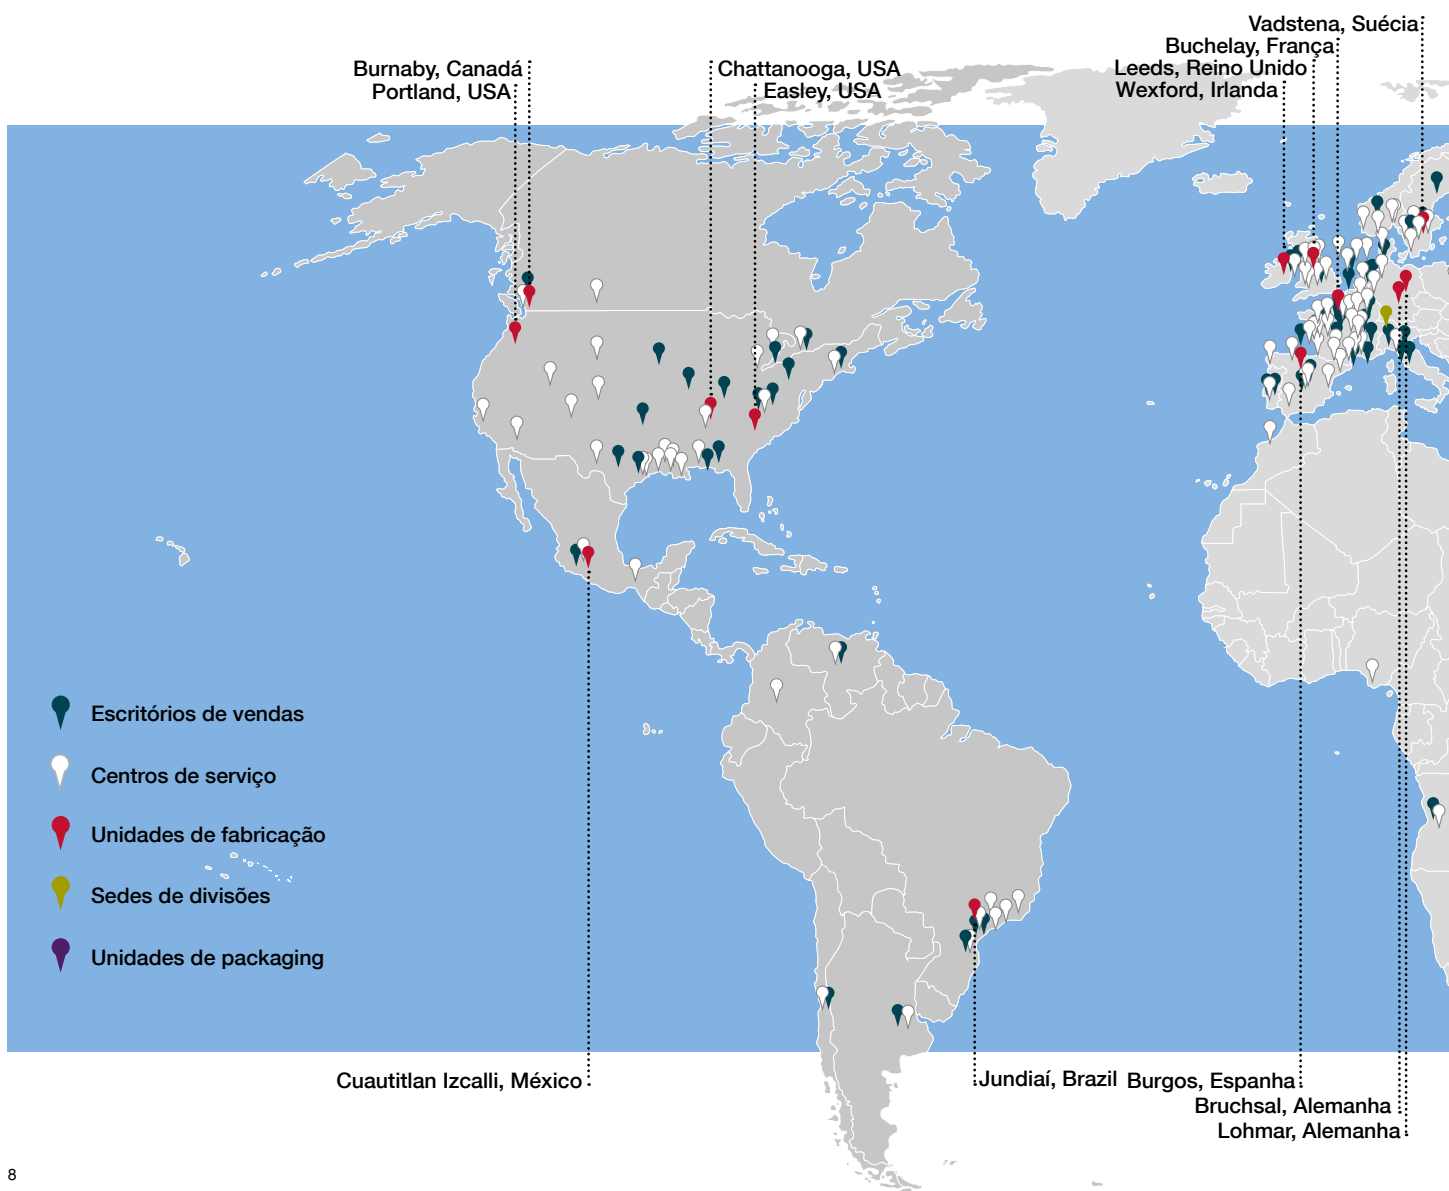 Vadstena, Suécia
Buchelay, França
Leeds, Reino Unido
Wexford, Irlanda
Burnaby, Canadá
Portland, USA
Chattanooga, USA
Easley, USA
Escritórios de vendas
Centros de serviço
Unidades de fabricação
Sedes de divisões
Unidades de packaging
Cuautitlan Izcalli, México
Jundiaí, Brazil
Burgos, Espanha
Bruchsal, Alemanha
Lohmar, Alemanha
8